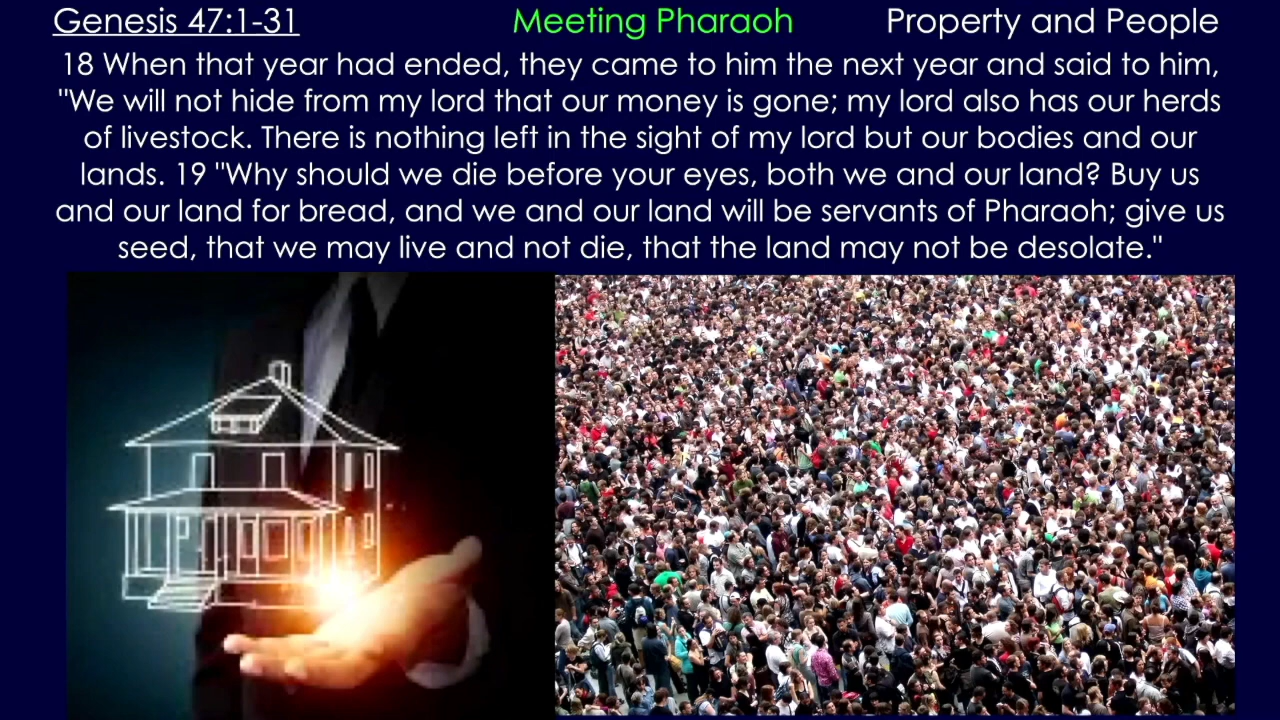 Genesis 47:1-31 Meeting Pharaoh Property and People
18 When that year had ended, they came to him the next year and said to him,
"We will not hide from my lord that our money is gone; my lord also has our herds
of livestock. There is nothing left in the sight of my lord but our bodies and our
lands. 19 "Why should we die before your eyes, both we and our land? Buy us
and our land for bread, and we and our land will be servants of Pharaoh; give us
seed, that we may live and not die, that the land may not be desolate."